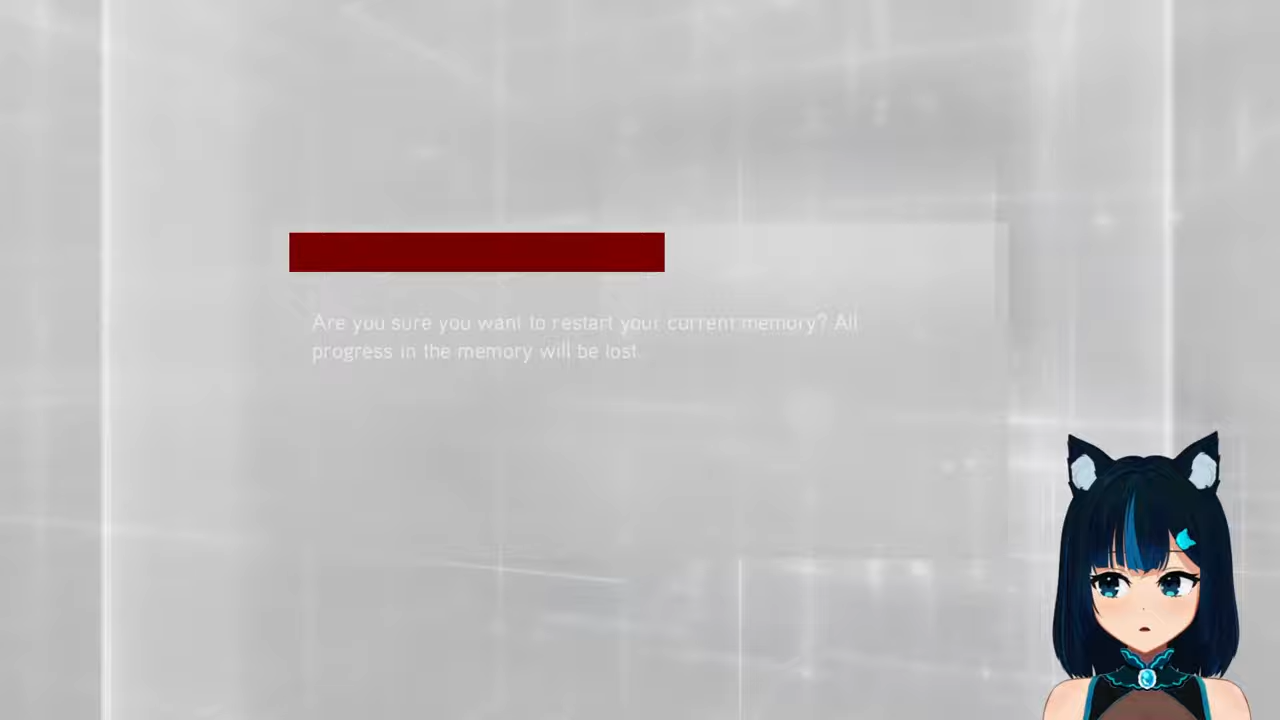 Are you sure you want to restart your current memory? All
progress in the memory will be lost.